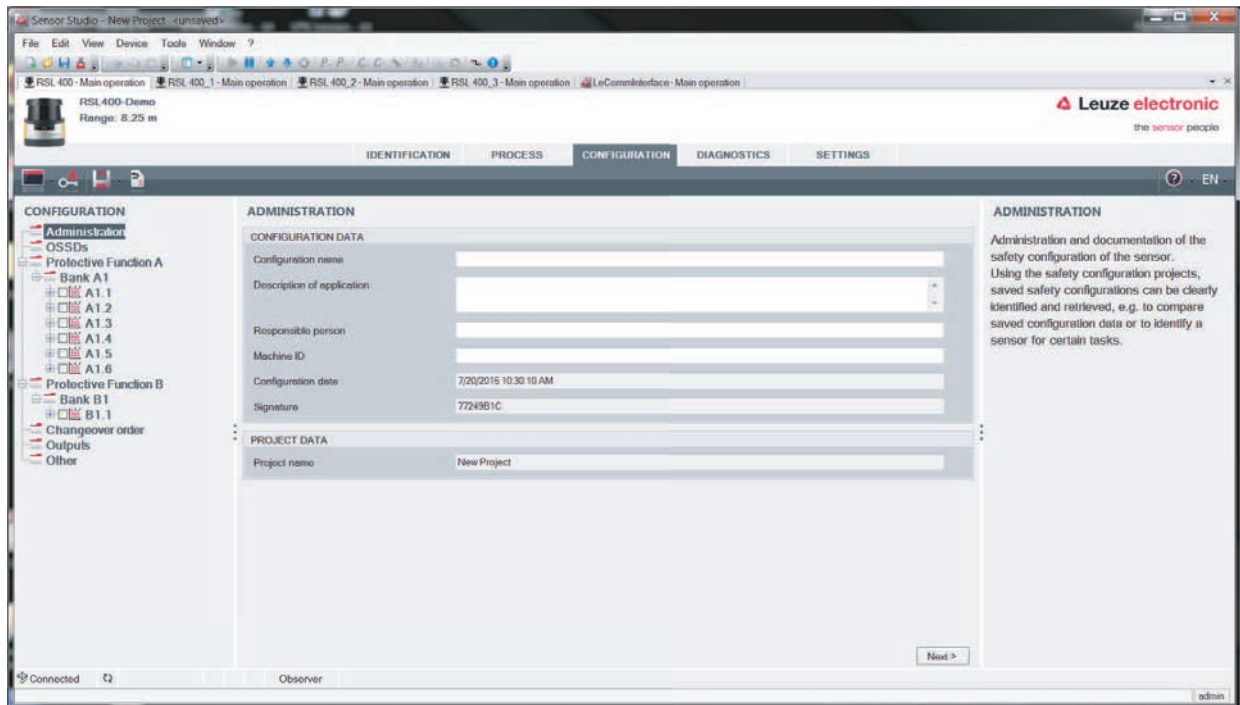 Sensor Studio - New Project <unsaved>
File Edit View Device Tools Window ?
RSL 400 - Main operation RSL 400_1 - Main operation RSL 400_2 - Main operation RSL 400_3 - Main operation LeCommInterface - Main operation
RSL400-Demo
Range: 8.25 m
Leuze electronic
the sensor people
IDENTIFICATION PROCESS CONFIGURATION DIAGNOSTICS SETTINGS
? EN
CONFIGURATION
Administration
OSSDs
Protective Function A
Bank A1
A1.1
A1.2
A1.3
A1.4
A1.5
A1.6
Protective Function B
Bank B1
B1.1
Changeover order
Outputs
Other
ADMINISTRATION
CONFIGURATION DATA
Configuration name
Description of application
Responsible person
Machine ID
Configuration date 7/20/2015 10:30:10 AM
Signature 77249B1C
PROJECT DATA
Project name New Project
Next >
ADMINISTRATION
Administration and documentation of the
safety configuration of the sensor.
Using the safety configuration projects,
saved safety configurations can be clearly
identified and retrieved, e.g. to compare
saved configuration data or to identify a
sensor for certain tasks.
Connected Observer
admin